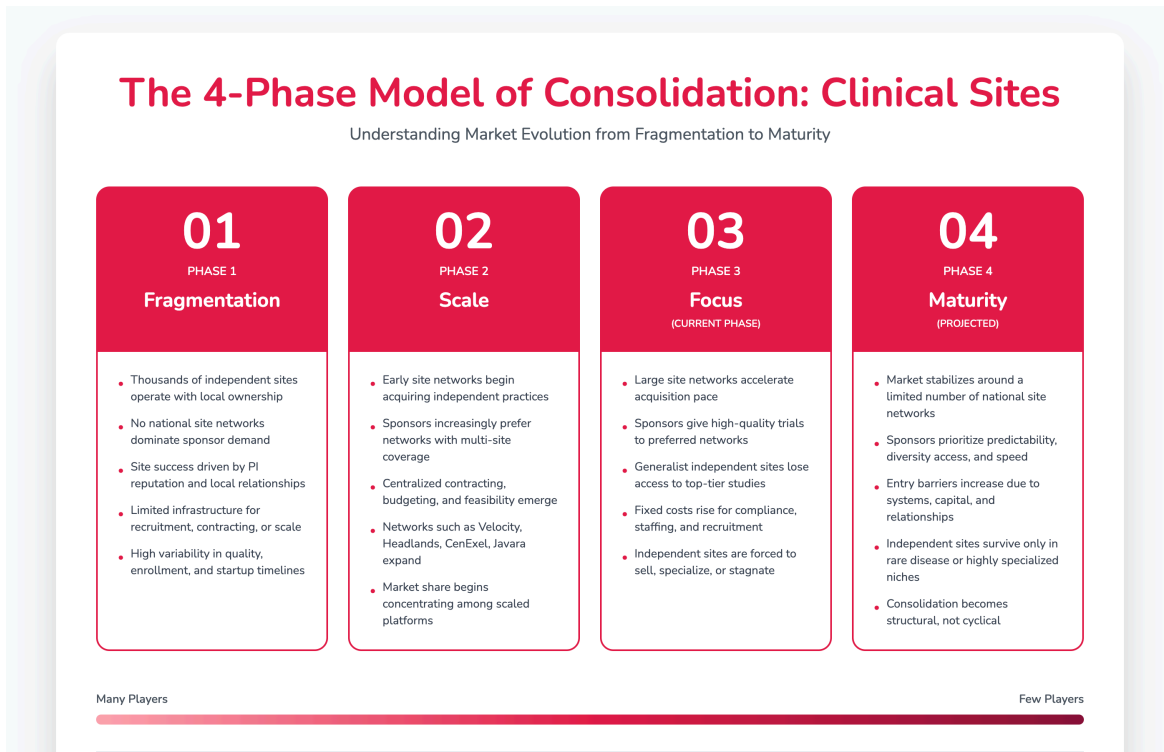 The 4-Phase Model of Consolidation: Clinical Sites
Understanding Market Evolution from Fragmentation to Maturity
01
PHASE 1
Fragmentation
• Thousands of independent sites
operate with local ownership
• No national site networks
dominate sponsor demand
• Site success driven by PI
reputation and local relationships
• Limited infrastructure for
recruitment, contracting, or scale
• High variability in quality,
enrollment, and startup timelines
02
PHASE 2
Scale
• Early site networks begin
acquiring independent practices
• Sponsors increasingly prefer
networks with multi-site
coverage
• Centralized contracting,
budgeting, and feasibility emerge
• Networks such as Velocity,
Headlands, CenExel, Javara
expand
• Market share begins
concentrating among scaled
platforms
03
PHASE 3
Focus
(CURRENT PHASE)
• Large site networks accelerate
acquisition pace
• Sponsors give high-quality trials
to preferred networks
• Generalist independent sites lose
access to top-tier studies
• Fixed costs rise for compliance,
staffing, and recruitment
• Independent sites are forced to
sell, specialize, or stagnate
04
PHASE 4
Maturity
(PROJECTED)
• Market stabilizes around a
limited number of national site
networks
• Sponsors prioritize predictability,
diversity access, and speed
• Entry barriers increase due to
systems, capital, and
relationships
• Independent sites survive only in
rare disease or highly specialized
niches
• Consolidation becomes
structural, not cyclical
Many Players
Few Players